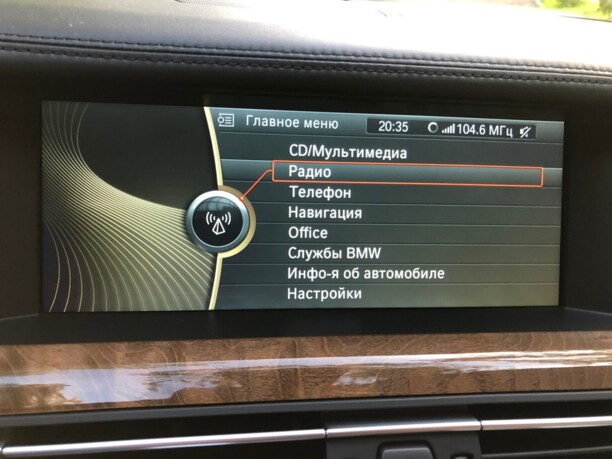 Главное меню 20:35 104.6 МГц
CD/Мультимедиа
Радио
Телефон
Навигация
Office
Службы BMW
Инфо-я об автомобиле
Настройки